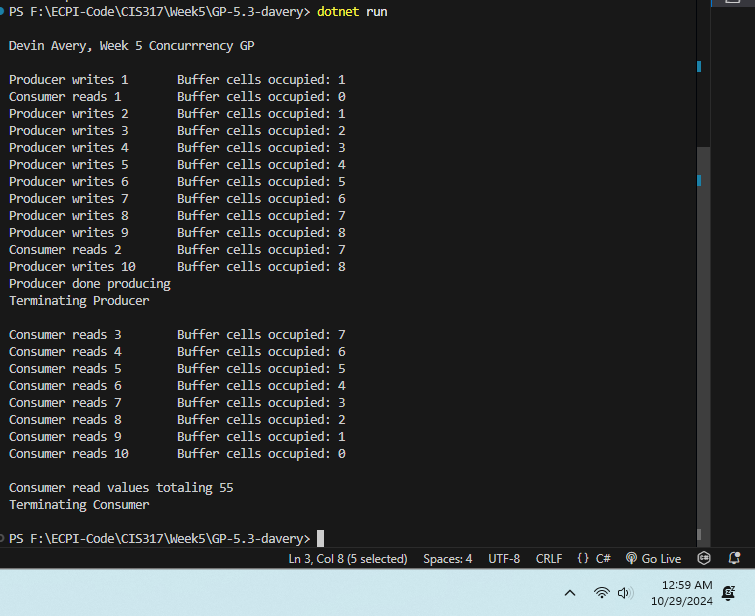 PS F:\ECPI-Code\CIS317\Week5\GP-5.3-davery> dotnet run
Devin Avery, Week 5 Concurrrency GP
Producer writes 1 Buffer cells occupied: 1
Consumer reads 1 Buffer cells occupied: 0
Producer writes 2 Buffer cells occupied: 1
Producer writes 3 Buffer cells occupied: 2
Producer writes 4 Buffer cells occupied: 3
Producer writes 5 Buffer cells occupied: 4
Producer writes 6 Buffer cells occupied: 5
Producer writes 7 Buffer cells occupied: 6
Producer writes 8 Buffer cells occupied: 7
Producer writes 9 Buffer cells occupied: 8
Consumer reads 2 Buffer cells occupied: 7
Producer writes 10 Buffer cells occupied: 8
Producer done producing
Terminating Producer
Consumer reads 3 Buffer cells occupied: 7
Consumer reads 4 Buffer cells occupied: 6
Consumer reads 5 Buffer cells occupied: 5
Consumer reads 6 Buffer cells occupied: 4
Consumer reads 7 Buffer cells occupied: 3
Consumer reads 8 Buffer cells occupied: 2
Consumer reads 9 Buffer cells occupied: 1
Consumer reads 10 Buffer cells occupied: 0
Consumer read values totaling 55
Terminating Consumer
PS F:\ECPI-Code\CIS317\Week5\GP-5.3-davery>
Ln 3, Col 8 (5 selected) Spaces: 4 UTF-8 CRLF {} C# Go Live
12:59 AM
10/29/2024